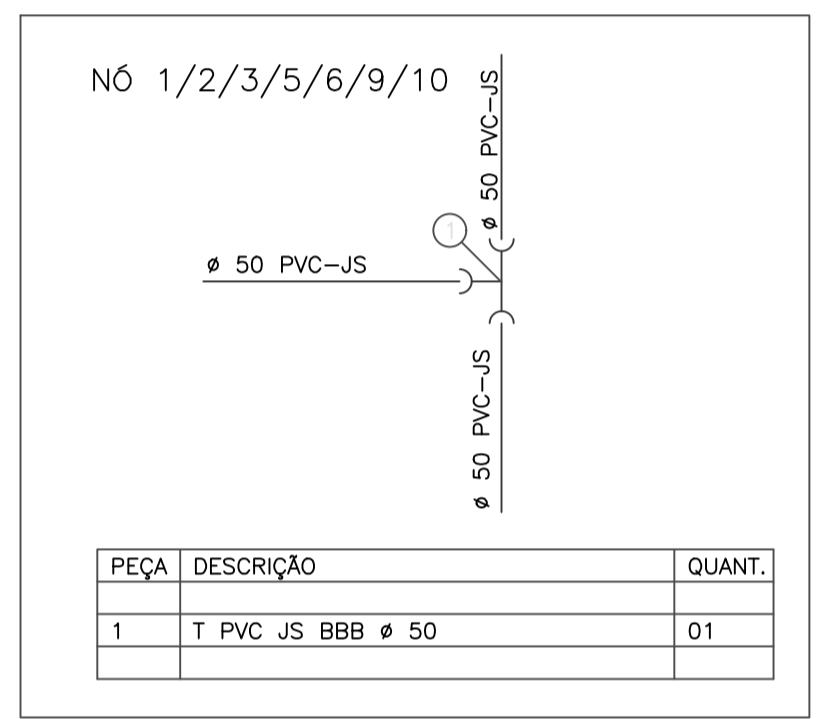 NÓ 1/2/3/5/6/9/10
ø 50 PVC-JS
1
ø 50 PVC-JS
ø 50 PVC-JS
PEÇA DESCRIÇÃO QUANT.
1 T PVC JS BBB ø 50 01